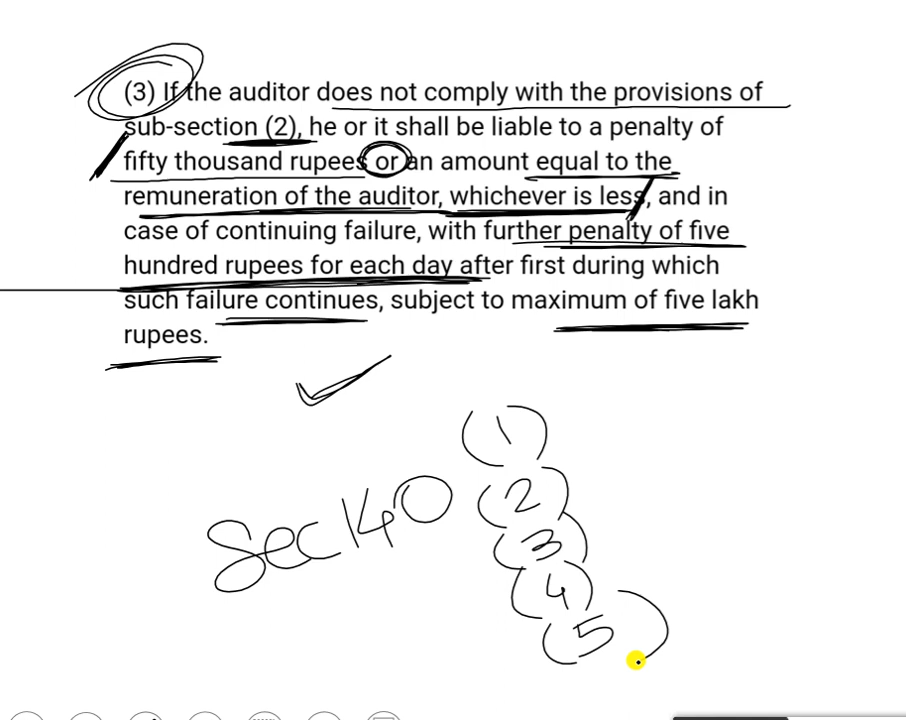 (3) If the auditor does not comply with the provisions of
sub-section (2), he or it shall be liable to a penalty of
fifty thousand rupees or an amount equal to the
remuneration of the auditor, whichever is less, and in
case of continuing failure, with further penalty of five
hundred rupees for each day after first during which
such failure continues, subject to maximum of five lakh
rupees.
(1)
Sec 140 (2)
(3)
(4)
(5)